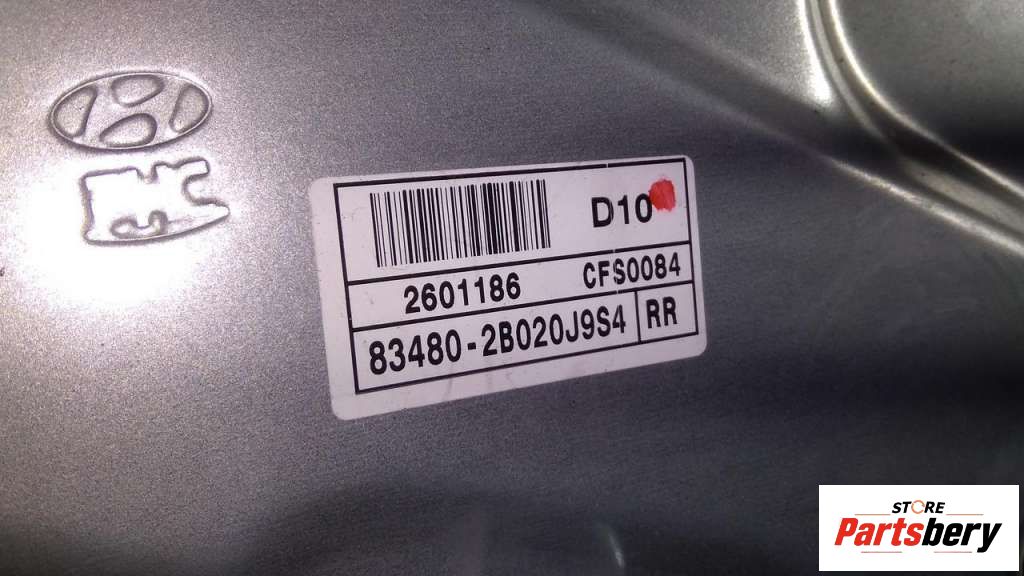 D10
2601186 CFS0084
83480-2B020J9S4 RR
STORE
Partsbery